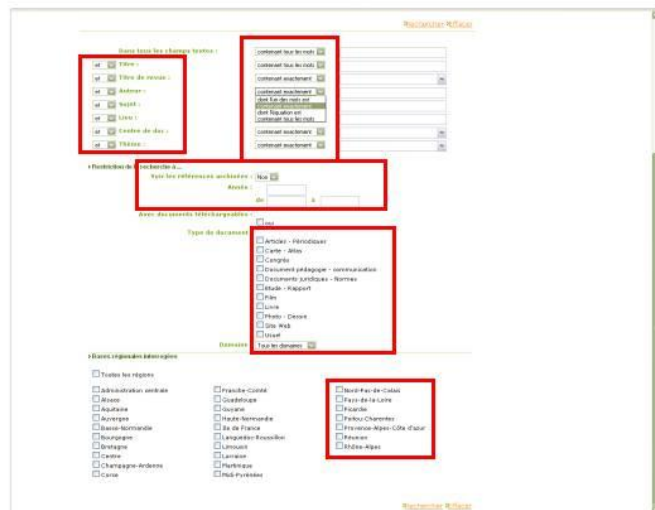 Rechercher Effacer
Dans tous les champs textes : contenant tous les mots
et Titre : contenant tous les mots
et Titre de revue : contenant exactement
et Auteur : contenant exactement
dont l'un des mots est
et Sujet : contenant exactement
dont l'équation est
et Lieu : contenant tous les mots
et Centre de doc : contenant exactement
et Thème : contenant exactement
Restriction de la recherche à ...
les références archivées : Non
Année :
de à
Avec documents téléchargeables :
oui
Type de document
Articles - Périodiques
Carte - Atlas
Congrès
Document pédagogie - communication
Documents juridiques - Normes
Etude - Rapport
Film
Livre
Photo - Dessin
Site Web
Usuel
Domaine Tous les domaines
Bases régionales interrogées
Toutes les régions
Administration centrale Franche-Comté Nord-Pas-de-Calais
Alsace Guadeloupe Pays-de-la-Loire
Aquitaine Guyane Picardie
Auvergne Haute-Normandie Poitou-Charentes
Basse-Normandie Ile de France Provence-Alpes-Côte d'azur
Bourgogne Languedoc-Roussillon Réunion
Bretagne Limousin Rhône-Alpes
Centre Lorraine
Champagne-Ardenne Martinique
Corse Midi-Pyrénées
Rechercher Effacer